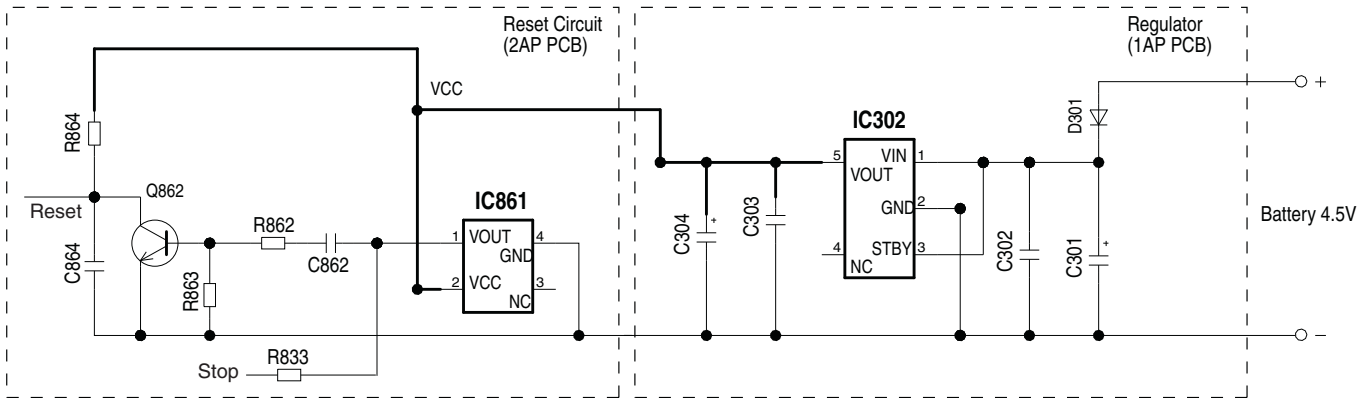 Reset Circuit
(2AP PCB)
Regulator
(1AP PCB)
VCC
+
D301
R864
IC302
5
VIN
1
VOUT
GND
2
4
STBY
3
NC
Q862
Reset
IC861
R862
C864
C862
R863
1
VOUT
4
GND
2
VCC
3
NC
C304
+
C303
C302
C301
+
Battery 4.5V
R833
Stop
−